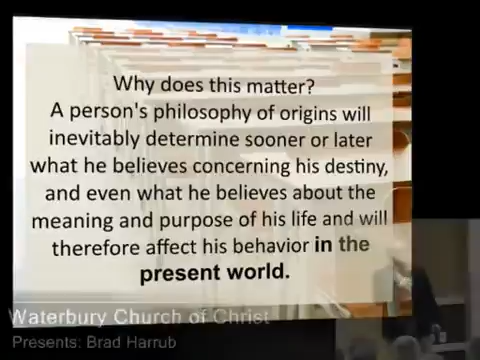 Why does this matter?
A person's philosophy of origins will
inevitably determine sooner or later
what he believes concerning his destiny,
and even what he believes about the
meaning and purpose of his life and will
therefore affect his behavior in the
present world.
Waterbury Church of Christ
Presents: Brad Harrub